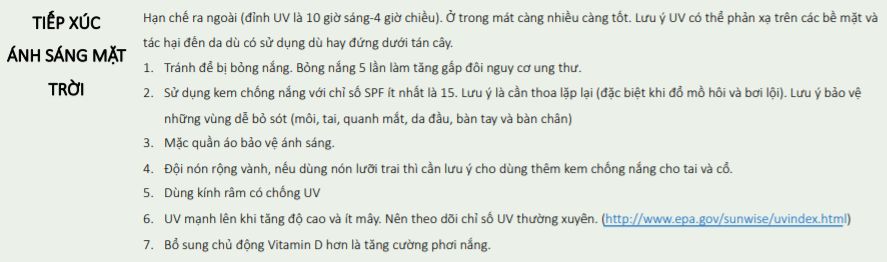 TIẾP XÚC
ÁNH SÁNG MẶT
TRỜI
Hạn chế ra ngoài (đỉnh UV là 10 giờ sáng-4 giờ chiều). Ở trong mát càng nhiều càng tốt. Lưu ý UV có thể phản xạ trên các bề mặt và
tác hại đến da dù có sử dụng dù hay đứng dưới tán cây.
1. Tránh để bị bỏng nắng. Bỏng nắng 5 lần làm tăng gấp đôi nguy cơ ung thư.
2. Sử dụng kem chống nắng với chỉ số SPF ít nhất là 15. Lưu ý là cần thoa lặp lại (đặc biệt khi đổ mồ hôi và bơi lội). Lưu ý bảo vệ
những vùng dễ bỏ sót (môi, tai, quanh mắt, da đầu, bàn tay và bàn chân)
3. Mặc quần áo bảo vệ ánh sáng.
4. Đội nón rộng vành, nếu dùng nón lưỡi trai thì cần lưu ý cho dùng thêm kem chống nắng cho tai và cổ.
5. Dùng kính râm có chống UV
6. UV mạnh lên khi tăng độ cao và ít mây. Nên theo dõi chỉ số UV thường xuyên. (http://www.epa.gov/sunwise/uvindex.html)
7. Bổ sung chủ động Vitamin D hơn là tăng cường phơi nắng.